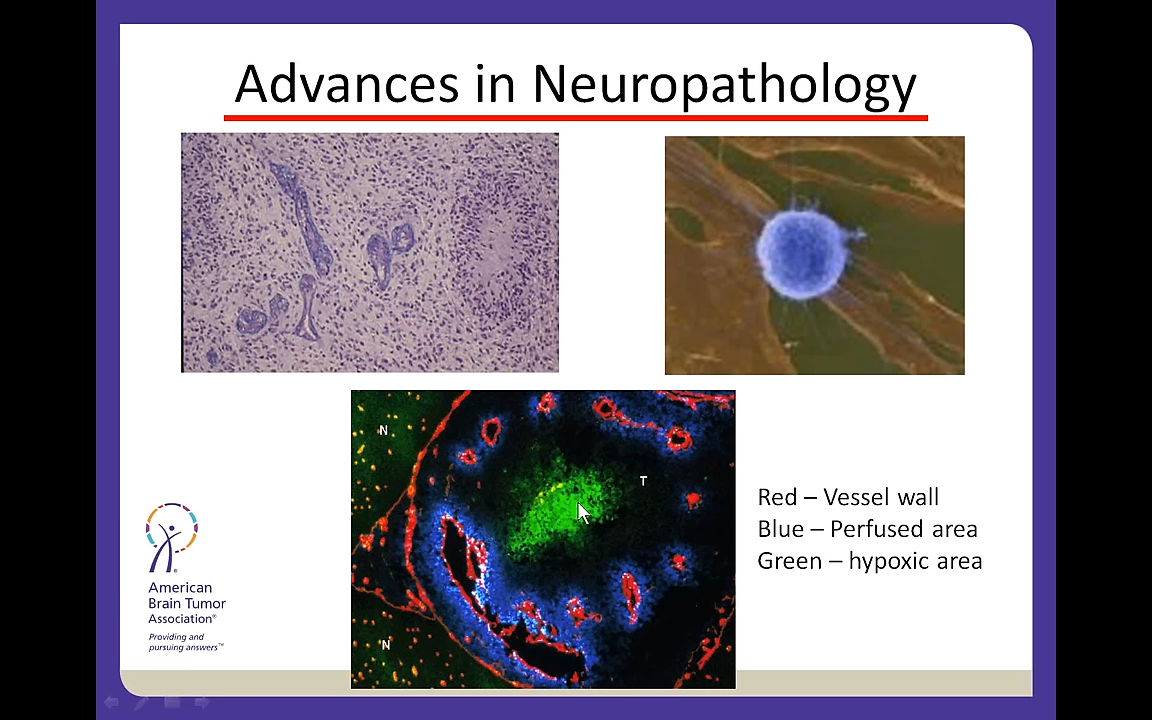 Advances in Neuropathology
N
T
N
Red – Vessel wall
Blue – Perfused area
Green – hypoxic area
American
Brain Tumor
Association®
Providing and
pursuing answers™